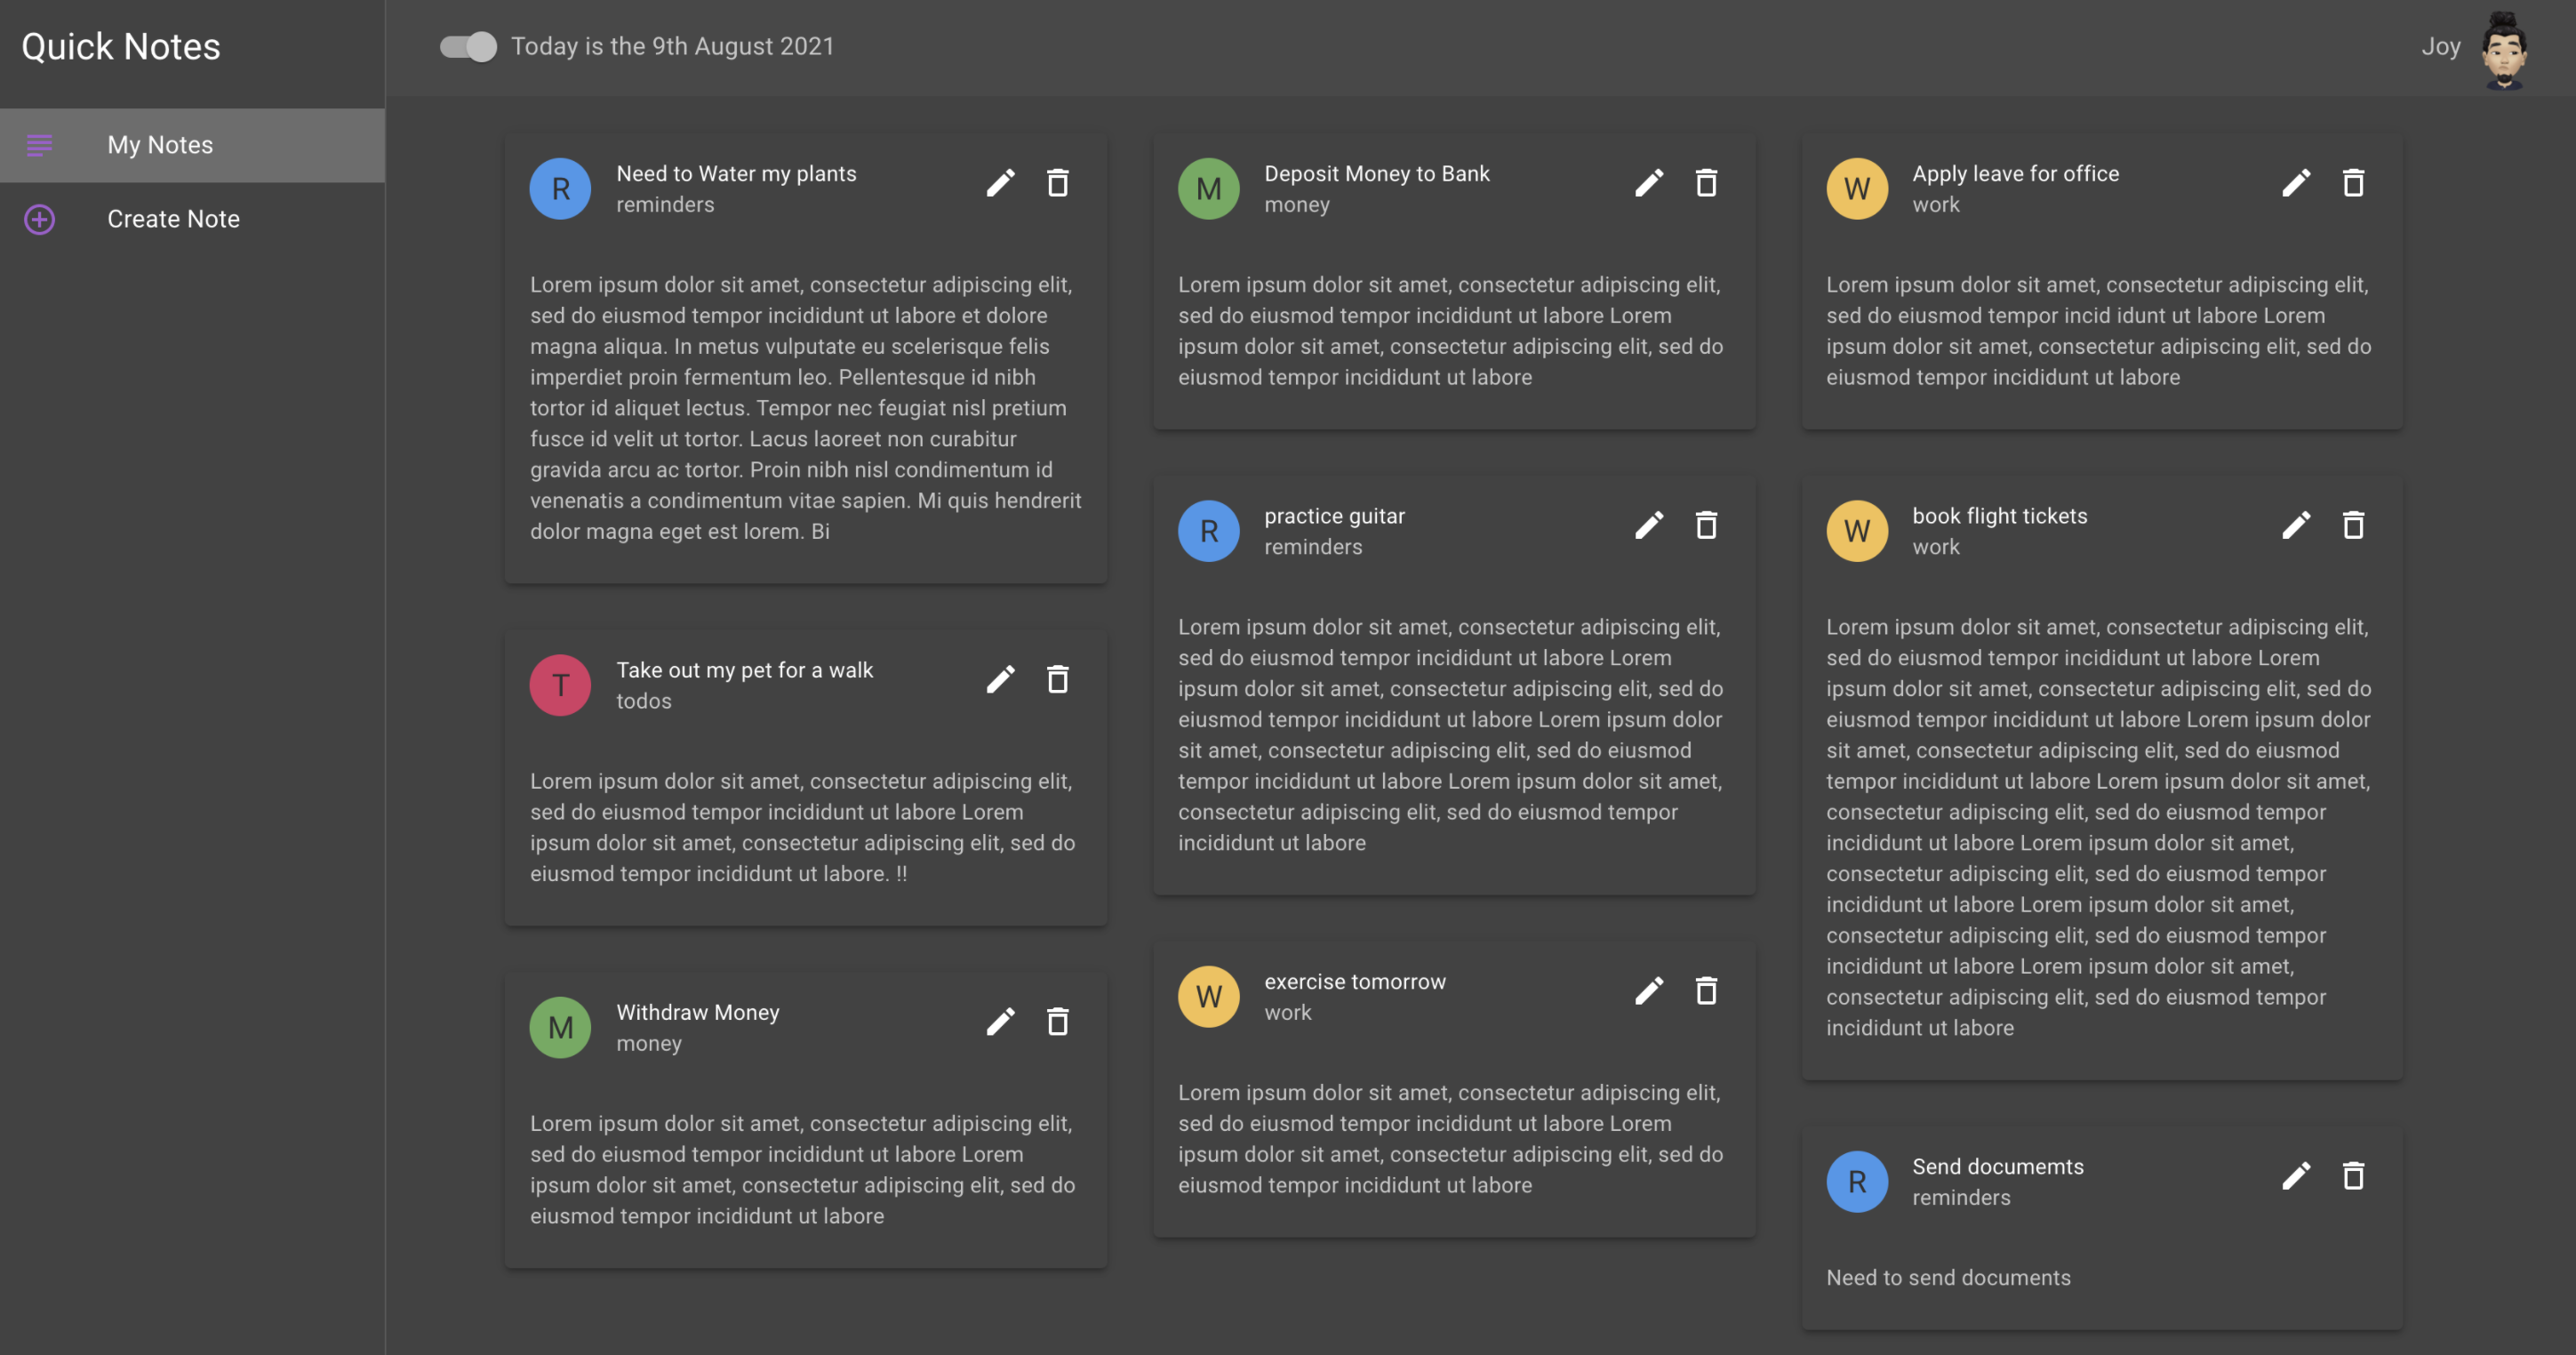 Quick Notes
My Notes
Create Note
Today is the 9th August 2021
Joy
R
Need to Water my plants
reminders
Lorem ipsum dolor sit amet, consectetur adipiscing elit,
sed do eiusmod tempor incididunt ut labore et dolore
magna aliqua. In metus vulputate eu scelerisque felis
imperdiet proin fermentum leo. Pellentesque id nibh
tortor id aliquet lectus. Tempor nec feugiat nisl pretium
fusce id velit ut tortor. Lacus laoreet non curabitur
gravida arcu ac tortor. Proin nibh nisl condimentum id
venenatis a condimentum vitae sapien. Mi quis hendrerit
dolor magna eget est lorem. Bi
T
Take out my pet for a walk
todos
Lorem ipsum dolor sit amet, consectetur adipiscing elit,
sed do eiusmod tempor incididunt ut labore Lorem
ipsum dolor sit amet, consectetur adipiscing elit, sed do
eiusmod tempor incididunt ut labore. !!
M
Withdraw Money
money
Lorem ipsum dolor sit amet, consectetur adipiscing elit,
sed do eiusmod tempor incididunt ut labore Lorem
ipsum dolor sit amet, consectetur adipiscing elit, sed do
eiusmod tempor incididunt ut labore
M
Deposit Money to Bank
money
Lorem ipsum dolor sit amet, consectetur adipiscing elit,
sed do eiusmod tempor incididunt ut labore Lorem
ipsum dolor sit amet, consectetur adipiscing elit, sed do
eiusmod tempor incididunt ut labore
R
practice guitar
reminders
Lorem ipsum dolor sit amet, consectetur adipiscing elit,
sed do eiusmod tempor incididunt ut labore Lorem
ipsum dolor sit amet, consectetur adipiscing elit, sed do
eiusmod tempor incididunt ut labore Lorem ipsum dolor
sit amet, consectetur adipiscing elit, sed do eiusmod
tempor incididunt ut labore Lorem ipsum dolor sit amet,
consectetur adipiscing elit, sed do eiusmod tempor
incididunt ut labore
W
exercise tomorrow
work
Lorem ipsum dolor sit amet, consectetur adipiscing elit,
sed do eiusmod tempor incididunt ut labore Lorem
ipsum dolor sit amet, consectetur adipiscing elit, sed do
eiusmod tempor incididunt ut labore
W
Apply leave for office
work
Lorem ipsum dolor sit amet, consectetur adipiscing elit,
sed do eiusmod tempor incid idunt ut labore Lorem
ipsum dolor sit amet, consectetur adipiscing elit, sed do
eiusmod tempor incididunt ut labore
W
book flight tickets
work
Lorem ipsum dolor sit amet, consectetur adipiscing elit,
sed do eiusmod tempor incididunt ut labore Lorem
ipsum dolor sit amet, consectetur adipiscing elit, sed do
eiusmod tempor incididunt ut labore Lorem ipsum dolor
sit amet, consectetur adipiscing elit, sed do eiusmod
tempor incididunt ut labore Lorem ipsum dolor sit amet,
consectetur adipiscing elit, sed do eiusmod tempor
incididunt ut labore Lorem ipsum dolor sit amet,
consectetur adipiscing elit, sed do eiusmod tempor
incididunt ut labore Lorem ipsum dolor sit amet,
consectetur adipiscing elit, sed do eiusmod tempor
incididunt ut labore Lorem ipsum dolor sit amet,
consectetur adipiscing elit, sed do eiusmod tempor
incididunt ut labore
R
Send documemts
reminders
Need to send documents